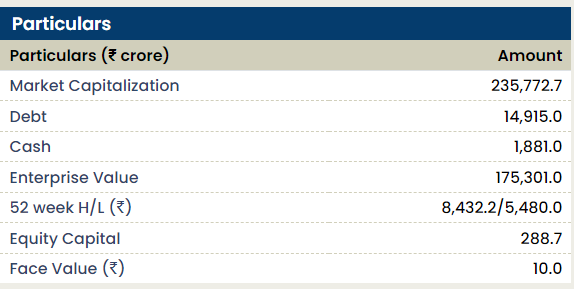 Particulars
Particulars (₹ crore) Amount
Market Capitalization 235,772.7
Debt 14,915.0
Cash 1,881.0
Enterprise Value 175,301.0
52 week H/L (₹) 8,432.2/5,480.0
Equity Capital 288.7
Face Value (₹) 10.0